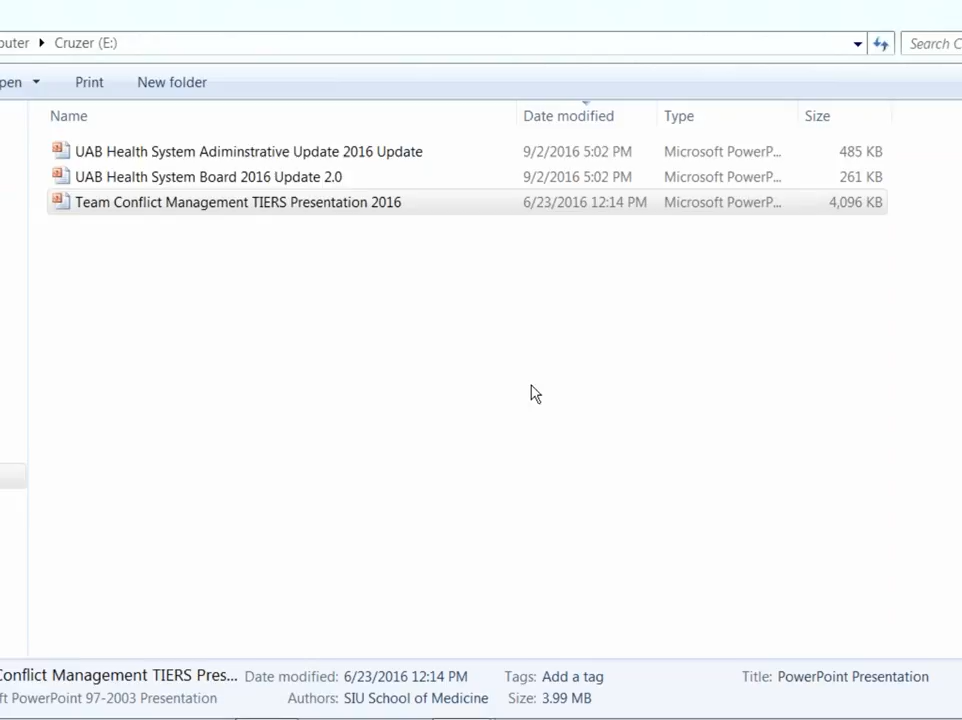 puter Cruzer (E:) Search C
pen Print New folder
Name Date modified Type Size
UAB Health System Adiminstrative Update 2016 Update 9/2/2016 5:02 PM Microsoft PowerP... 485 KB
UAB Health System Board 2016 Update 2.0 9/2/2016 5:02 PM Microsoft PowerP... 261 KB
Team Conflict Management TIERS Presentation 2016 6/23/2016 12:14 PM Microsoft PowerP... 4,096 KB
Conflict Management TIERS Pres... Date modified: 6/23/2016 12:14 PM Tags: Add a tag Title: PowerPoint Presentation
ft PowerPoint 97-2003 Presentation Authors: SIU School of Medicine Size: 3.99 MB